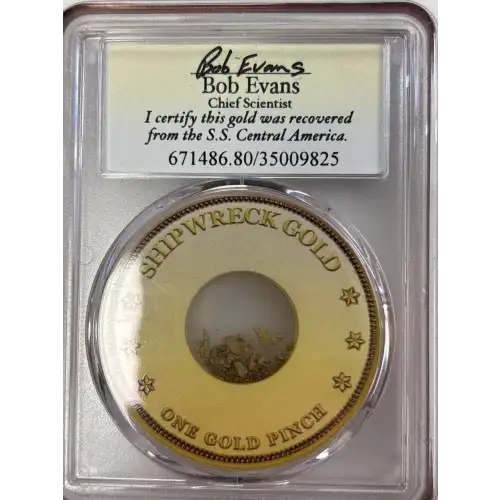 Bob Evans
Bob Evans
Chief Scientist
I certify this gold was recovered
from the S.S. Central America.
671486.80/35009825
SHIPWRECK GOLD
ONE GOLD PINCH